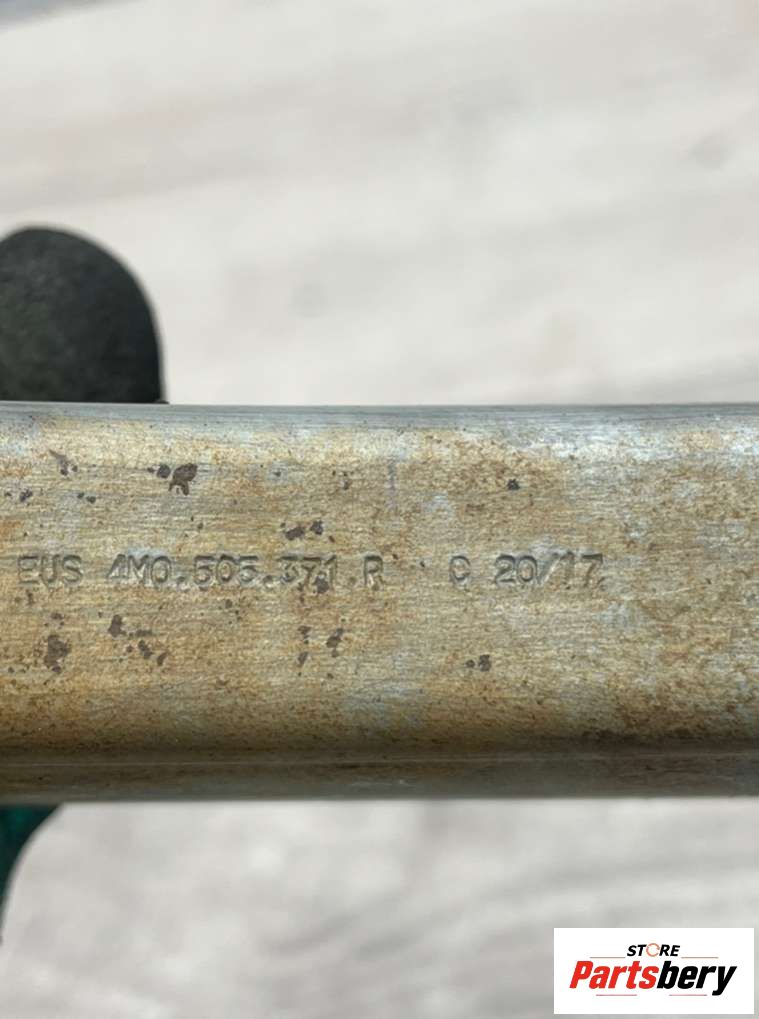 EUS 4M0.505.371.R C 20/17
STORE
Partsbery